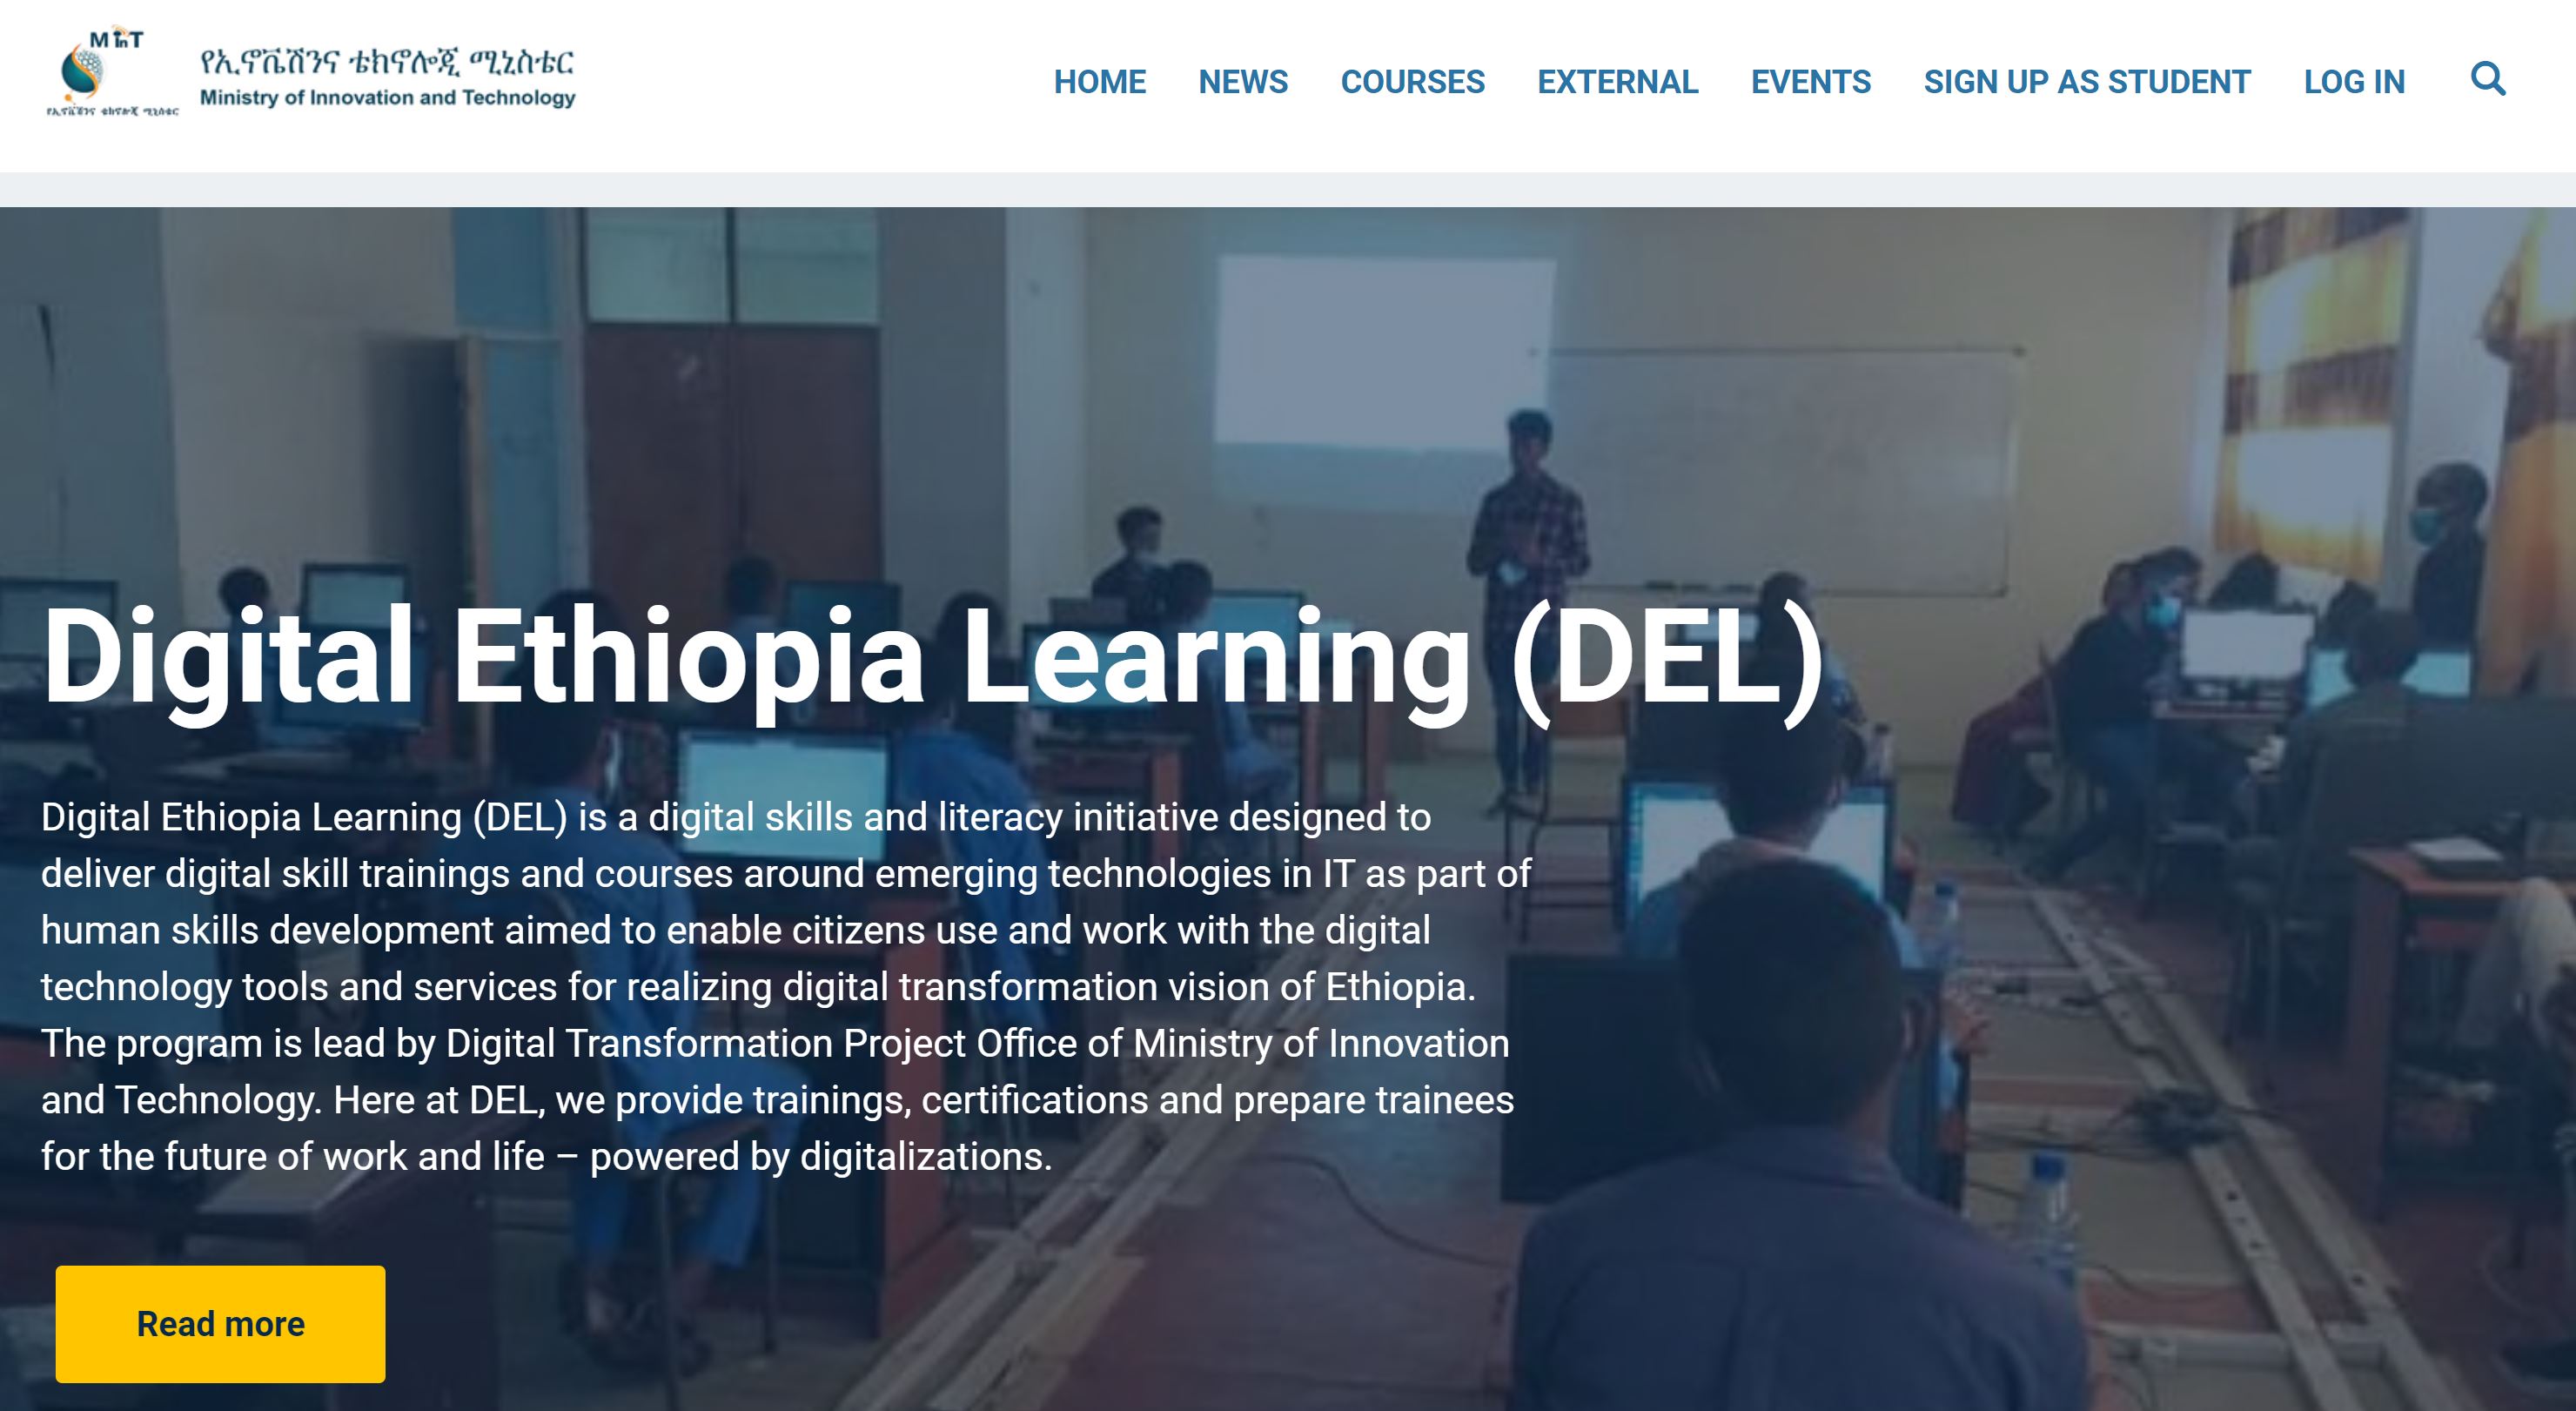 MInT
የኢኖቬሽንና ቴክኖሎጂ ሚኒስቴር
የኢኖቬሽንና ቴክኖሎጂ ሚኒስቴር
Ministry of Innovation and Technology
HOME NEWS COURSES EXTERNAL EVENTS SIGN UP AS STUDENT LOG IN
Digital Ethiopia Learning (DEL)
Digital Ethiopia Learning (DEL) is a digital skills and literacy initiative designed to
deliver digital skill trainings and courses around emerging technologies in IT as part of
human skills development aimed to enable citizens use and work with the digital
technology tools and services for realizing digital transformation vision of Ethiopia.
The program is lead by Digital Transformation Project Office of Ministry of Innovation
and Technology. Here at DEL, we provide trainings, certifications and prepare trainees
for the future of work and life – powered by digitalizations.
Read more